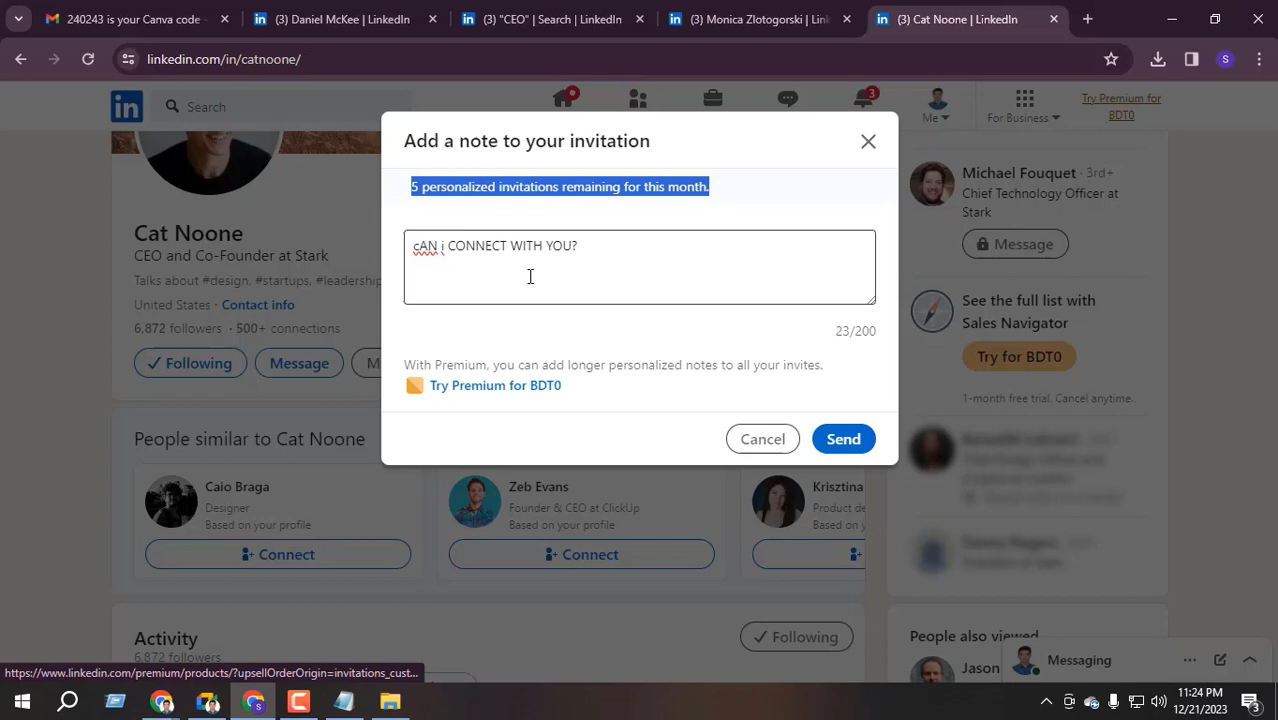 240243 is your Canva code -
(3) Daniel McKee | LinkedIn
(3) "CEO" | Search | LinkedIn
(3) Monica Zlotogorski | Link
(3) Cat Noone | LinkedIn
linkedin.com/in/catnoone/
S
in
Search
3
Me
For Business
Try Premium for
BDT0
Add a note to your invitation
5 personalized invitations remaining for this month.
cAN i CONNECT WITH YOU?
23/200
With Premium, you can add longer personalized notes to all your invites.
Try Premium for BDT0
Cancel
Send
Cat Noone
CEO and Co-Founder at Stark
Talks about #design, #startups, #leadership
United States · Contact info
6,872 followers · 500+ connections
Following
Message
M
People similar to Cat Noone
Caio Braga
Designer
Based on your profile
Connect
Zeb Evans
Founder & CEO at ClickUp
Based on your profile
Connect
Krisztina
Product de
Based on y
Activity
6,872 followers
Following
Michael Fouquet · 3rd+
Chief Technology Officer at
Stark
Message
See the full list with
Sales Navigator
Try for BDT0
1-month free trial. Cancel anytime.
People also viewed
Jason
Messaging
https://www.linkedin.com/premium/products/?upsellOrderOrigin=invitations_cust...
11:24 PM
12/21/2023
3